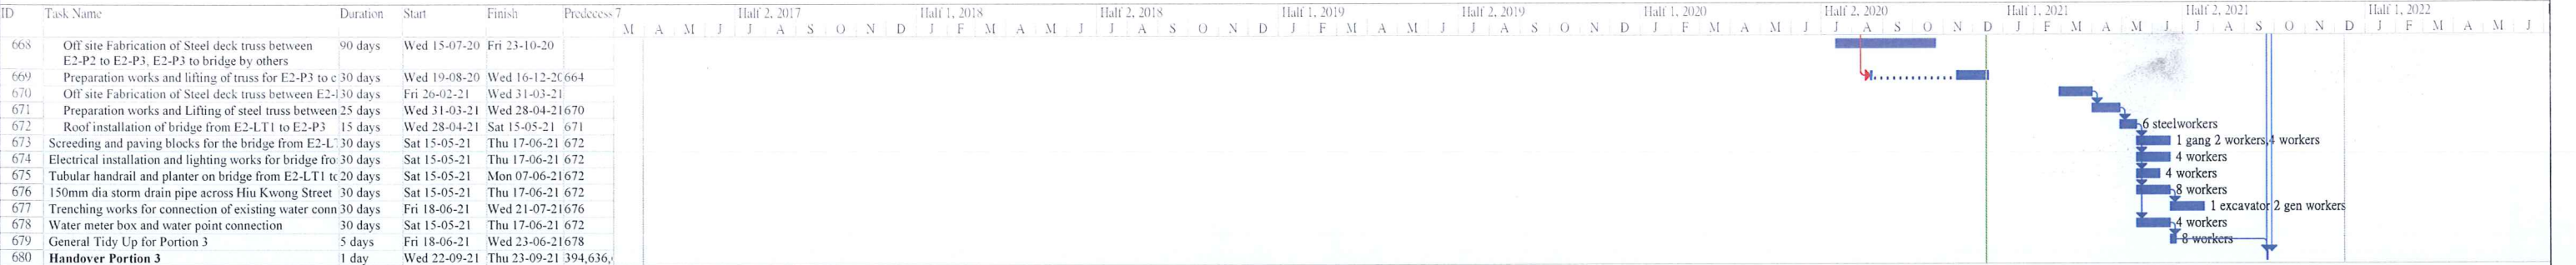 ID Task Name Duration Start Finish Predecess 7 Half 2, 2017 Half 1, 2018 Half 2, 2018 Half 1, 2019 Half 2, 2019 Half 1, 2020 Half 2, 2020 Half 1, 2021 Half 2, 2021 Half 1, 2022
M A M J J A S O N D J F M A M J J A S O N D J F M A M J J A S O N D J F M A M J J A S O N D J F M A M J J A S O N D J F M A M J
668 Off site Fabrication of Steel deck truss between 90 days Wed 15-07-20 Fri 23-10-20
E2-P2 to E2-P3, E2-P3 to bridge by others
669 Preparation works and lifting of truss for E2-P3 to c 30 days Wed 19-08-20 Wed 16-12-20 664
670 Off site Fabrication of Steel deck truss between E2-l 30 days Fri 26-02-21 Wed 31-03-21
671 Preparation works and Lifting of steel truss between 25 days Wed 31-03-21 Wed 28-04-21 670
672 Roof installation of bridge from E2-LT1 to E2-P3 15 days Wed 28-04-21 Sat 15-05-21 671 6 steelworkers
673 Screeding and paving blocks for the bridge from E2-L 30 days Sat 15-05-21 Thu 17-06-21 672 1 gang 2 workers,4 workers
674 Electrical installation and lighting works for bridge fro 30 days Sat 15-05-21 Thu 17-06-21 672 4 workers
675 Tubular handrail and planter on bridge from E2-LT1 tc 20 days Sat 15-05-21 Mon 07-06-21 672 4 workers
676 150mm dia storm drain pipe across Hiu Kwong Street 30 days Sat 15-05-21 Thu 17-06-21 672 8 workers
677 Trenching works for connection of existing water conn 30 days Fri 18-06-21 Wed 21-07-21 676 1 excavator 2 gen workers
678 Water meter box and water point connection 30 days Sat 15-05-21 Thu 17-06-21 672 4 workers
679 General Tidy Up for Portion 3 5 days Fri 18-06-21 Wed 23-06-21 678 8 workers
680 Handover Portion 3 1 day Wed 22-09-21 Thu 23-09-21 394,636,